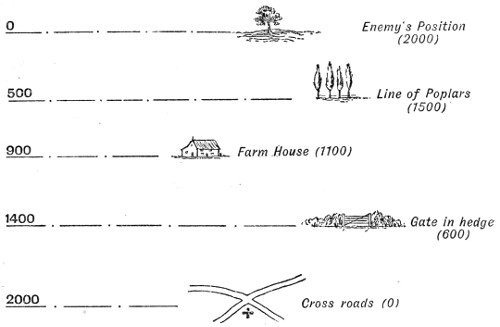 0
Enemy's Position
(2000)
500
Line of Poplars
(1500)
900
Farm House (1100)
1400
Gate in hedge
(600)
2000
Cross roads (0)